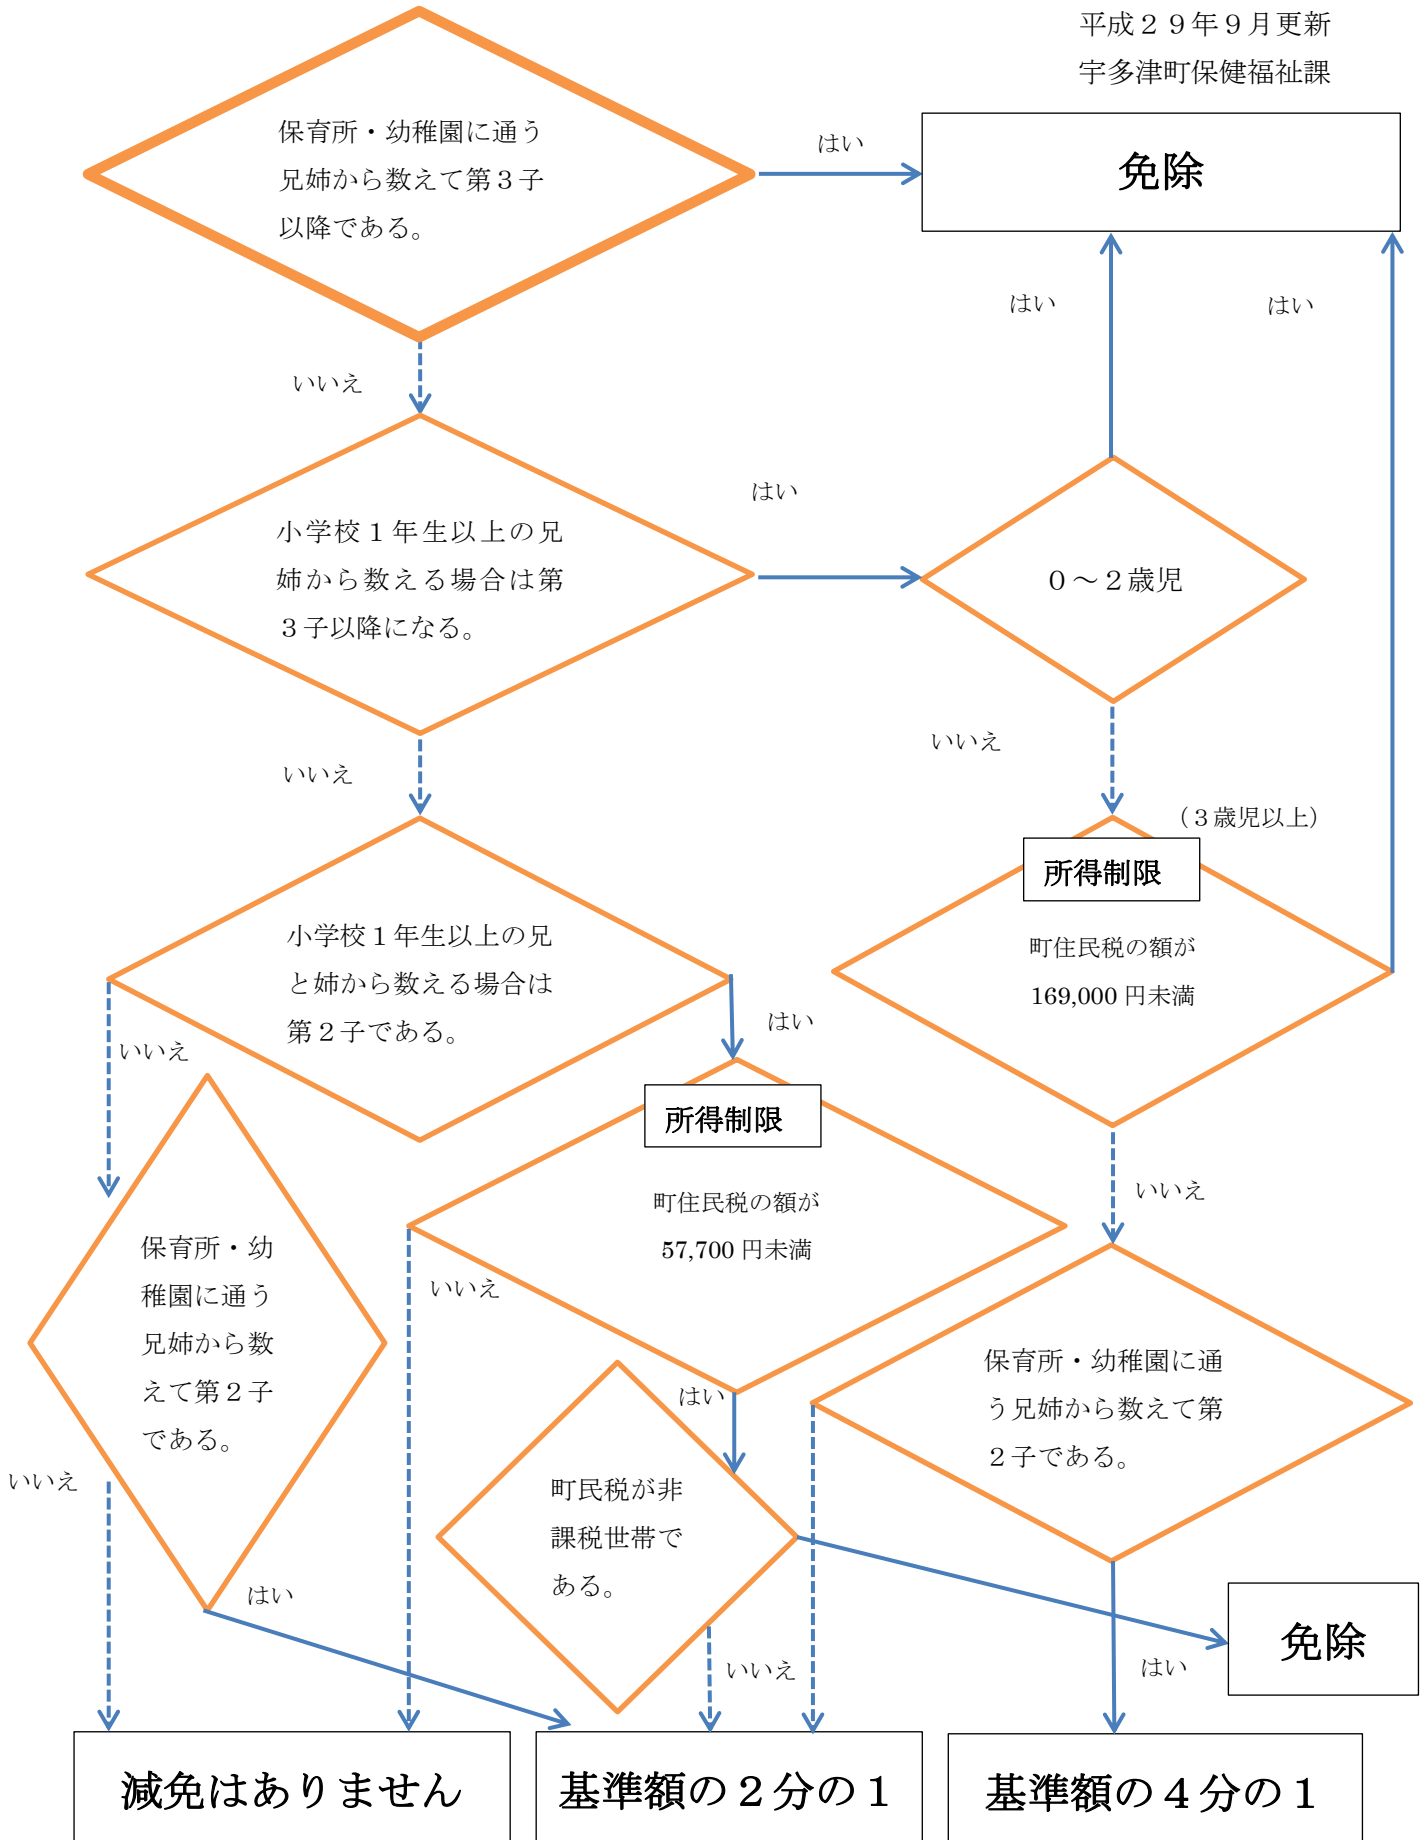 平成２９年９月更新
宇多津町保健福祉課
保育所・幼稚園に通う
兄姉から数えて第３子
以降である。
はい
免除
はい
はい
いいえ
小学校１年生以上の兄
姉から数える場合は第
３子以降になる。
はい
０～２歳児
いいえ
いいえ
（３歳児以上）
所得制限
町住民税の額が
169,000 円未満
小学校１年生以上の兄
と姉から数える場合は
第２子である。
はい
いいえ
所得制限
町住民税の額が
57,700 円未満
いいえ
いいえ
保育所・幼
稚園に通う
兄姉から数
えて第２子
である。
はい
保育所・幼稚園に通
う兄姉から数えて第
２子である。
いいえ
町民税が非
課税世帯で
ある。
はい
いいえ
はい
免除
減免はありません
基準額の２分の１
基準額の４分の１